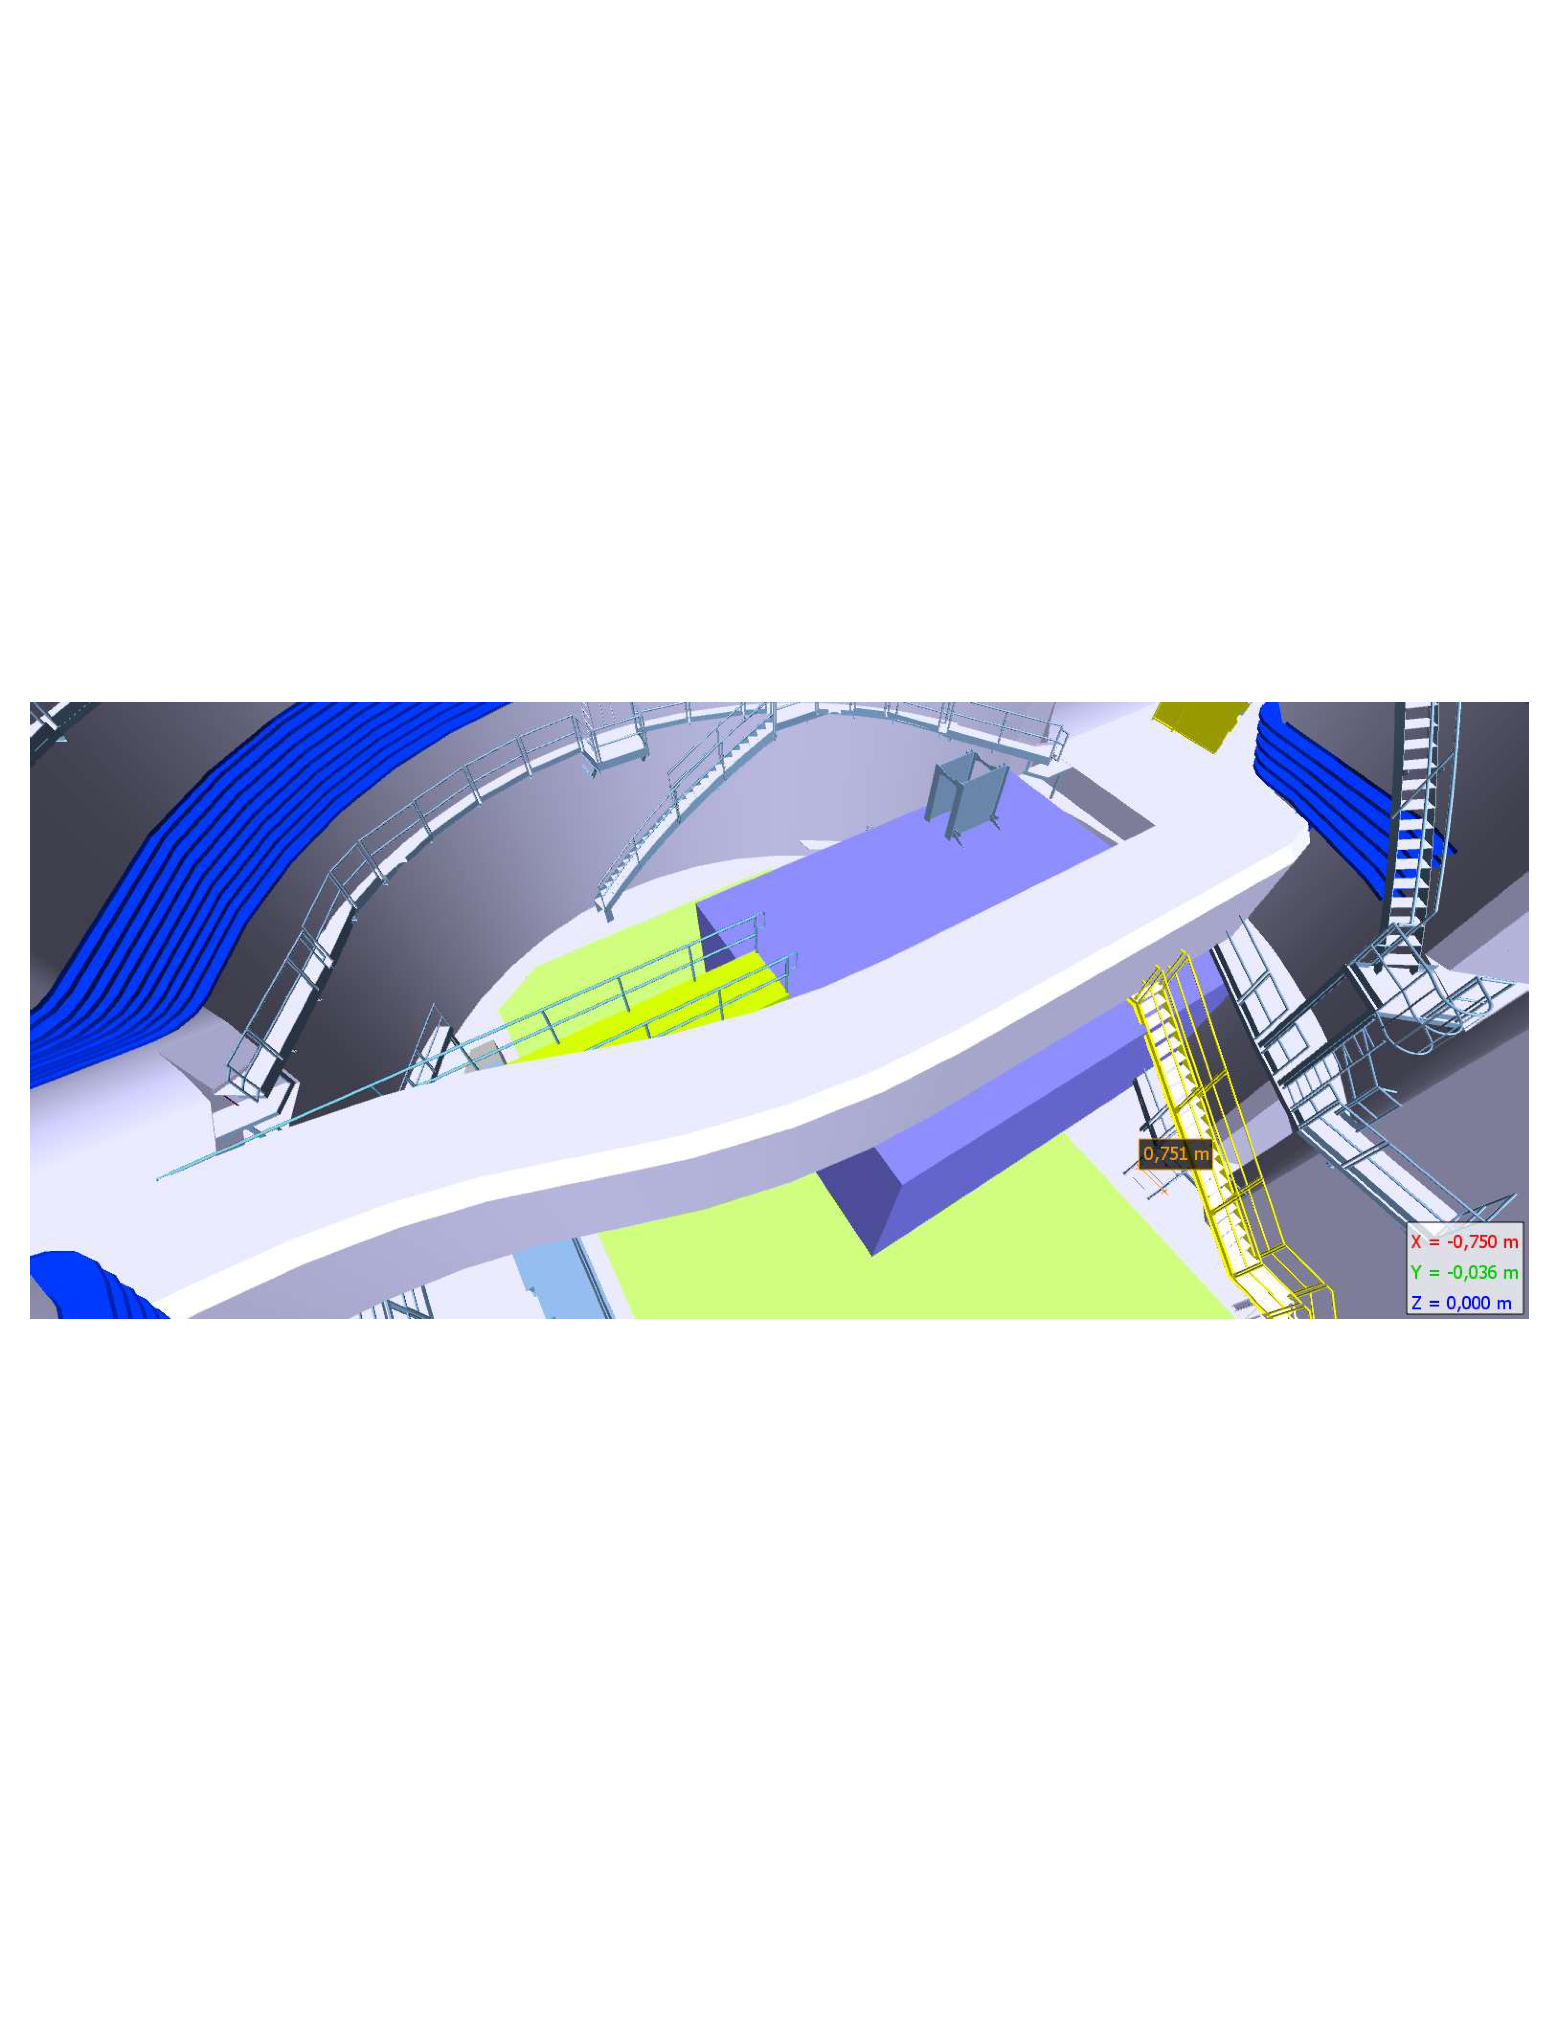 0,751 m
X = -0,750 m
Y = -0,036 m
Z = 0,000 m